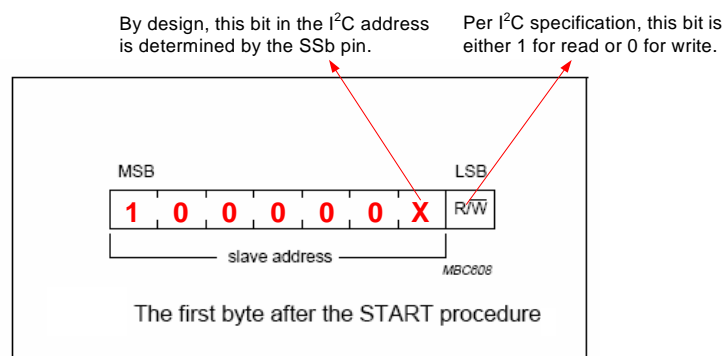 By design, this bit in the I²C address
is determined by the SSb pin.
Per I²C specification, this bit is
either 1 for read or 0 for write.
MSB
LSB
1 0 0 0 0 0 X R/W̅
slave address
MBC608
The first byte after the START procedure